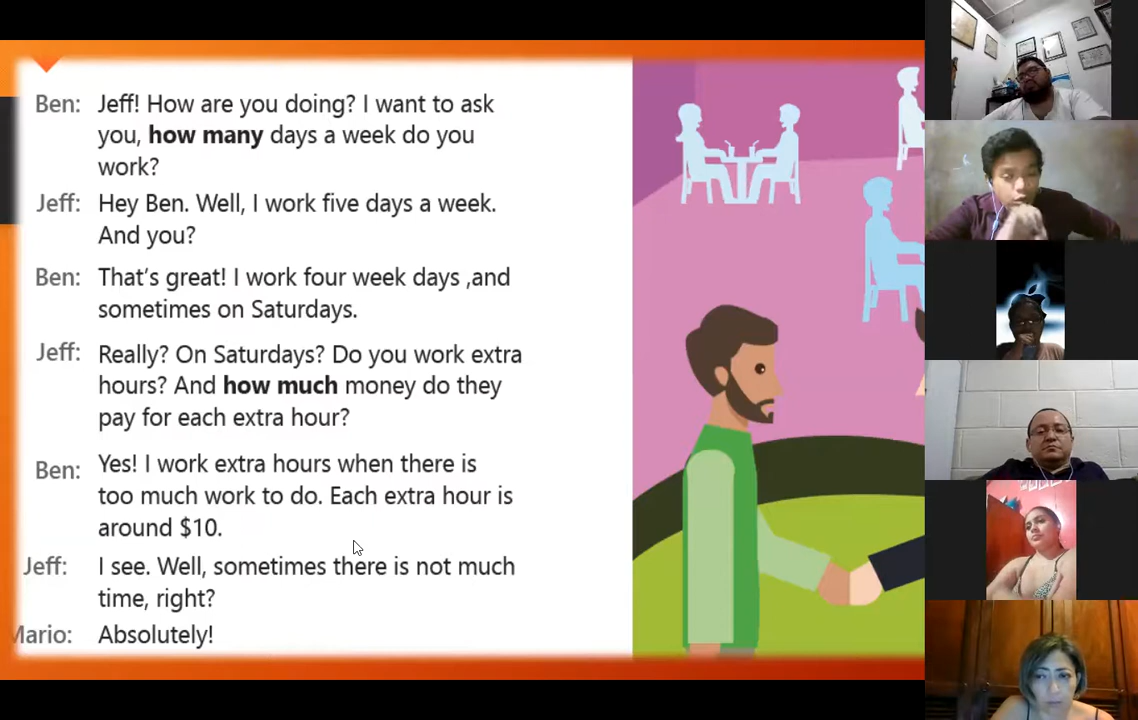 Ben: Jeff! How are you doing? I want to ask
you, how many days a week do you
work?
Jeff: Hey Ben. Well, I work five days a week.
And you?
Ben: That's great! I work four week days ,and
sometimes on Saturdays.
Jeff: Really? On Saturdays? Do you work extra
hours? And how much money do they
pay for each extra hour?
Ben: Yes! I work extra hours when there is
too much work to do. Each extra hour is
around $10.
Jeff: I see. Well, sometimes there is not much
time, right?
Mario: Absolutely!